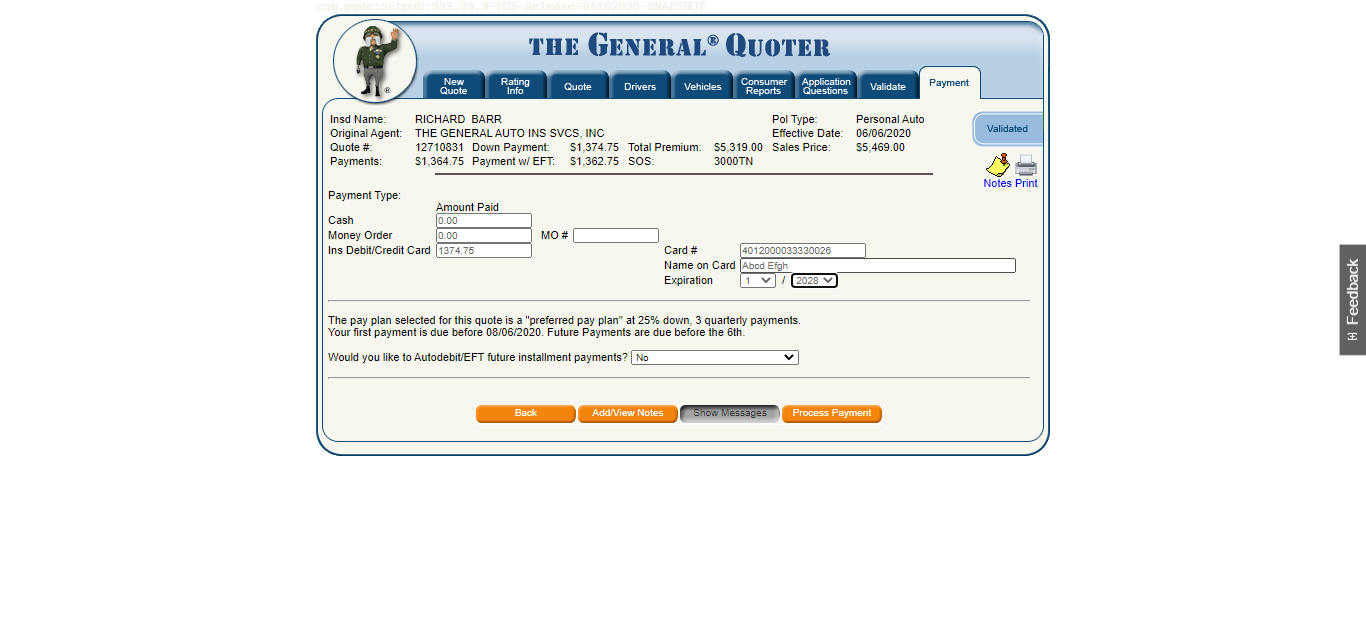 com.pgac:netpub:999.99.9-POS-Release-06102020-SNAPSHOT
THE GENERAL® QUOTER
New Quote
Rating Info
Quote
Drivers
Vehicles
Consumer Reports
Application Questions
Validate
Payment
®
Insd Name: RICHARD BARR Pol Type: Personal Auto
Original Agent: THE GENERAL AUTO INS SVCS, INC Effective Date: 06/06/2020
Quote #: 12710831 Down Payment: $1,374.75 Total Premium: $5,319.00 Sales Price: $5,469.00
Payments: $1,364.75 Payment w/ EFT: $1,362.75 SOS: 3000TN
Validated
Notes Print
Payment Type:
Amount Paid
Cash 0.00
Money Order 0.00 MO #
Ins Debit/Credit Card 1374.75 Card # 4012000033330026
Name on Card Abcd Efgh
Expiration 1 / 2028
The pay plan selected for this quote is a "preferred pay plan" at 25% down, 3 quarterly payments.
Your first payment is due before 08/06/2020. Future Payments are due before the 6th.
Would you like to Autodebit/EFT future installment payments? No
Back Add/View Notes Show Messages Process Payment
Feedback